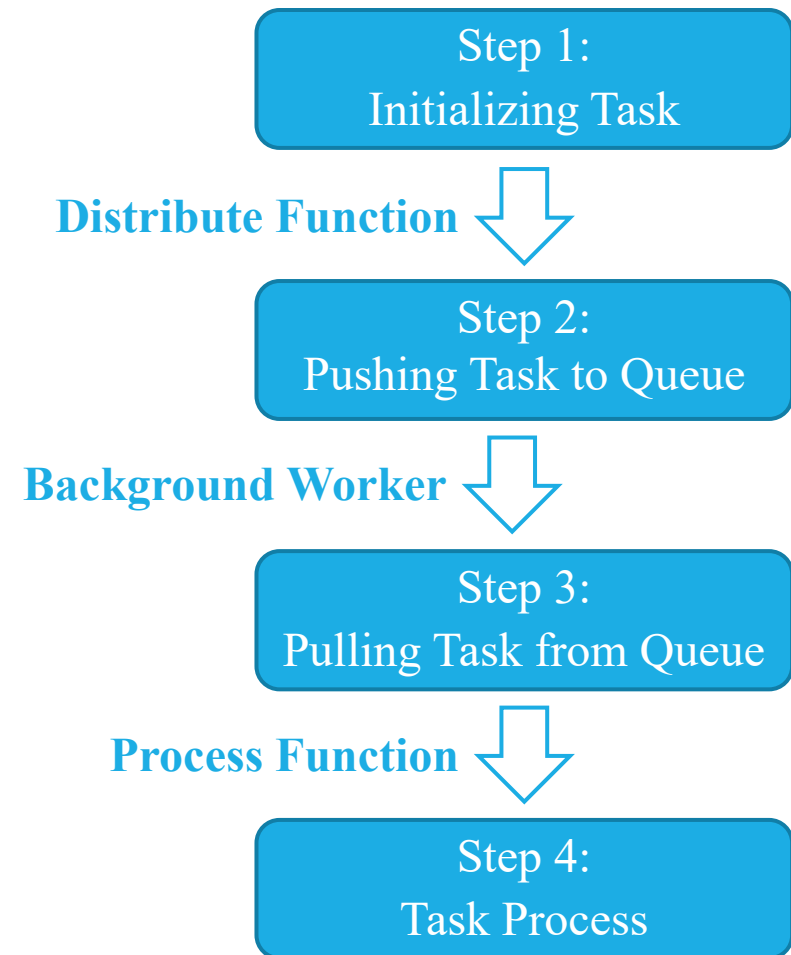 Step 1:
Initializing Task
Distribute Function
Step 2:
Pushing Task to Queue
Background Worker
Step 3:
Pulling Task from Queue
Process Function
Step 4:
Task Process